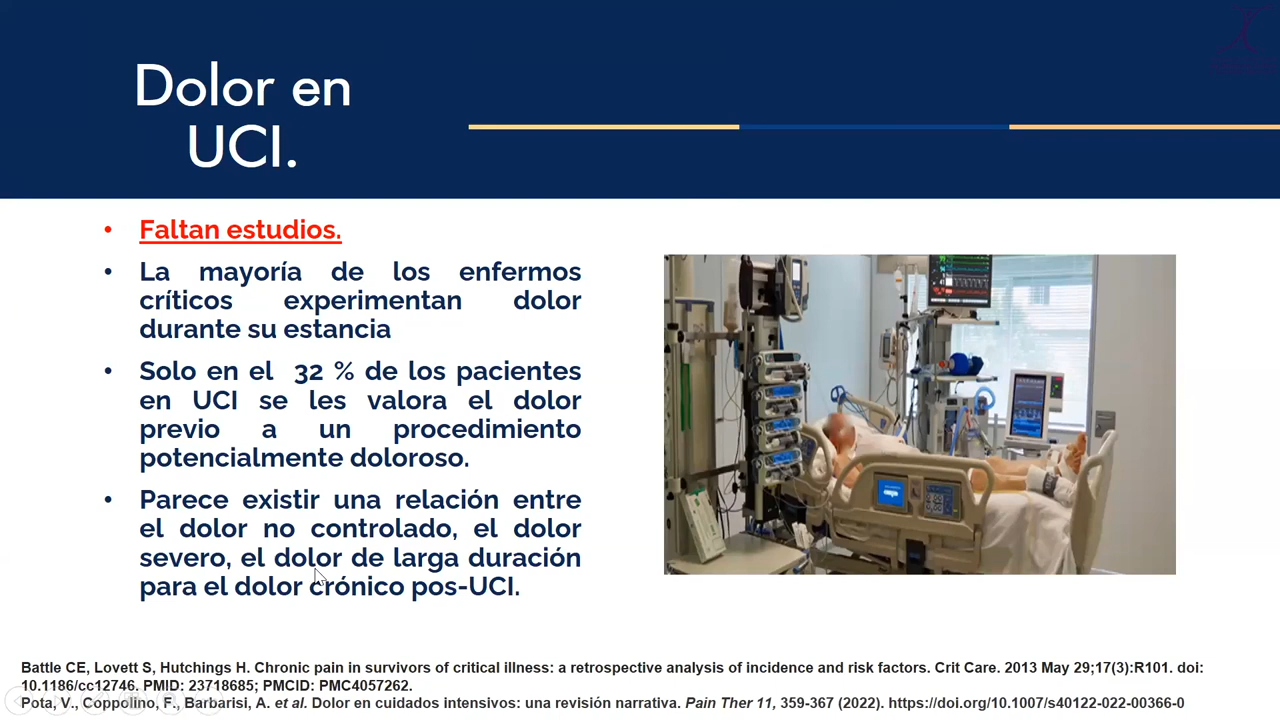 Dolor en
UCI.
• Faltan estudios.
• La mayoría de los enfermos
críticos experimentan dolor
durante su estancia
• Solo en el 32 % de los pacientes
en UCI se les valora el dolor
previo a un procedimiento
potencialmente doloroso.
• Parece existir una relación entre
el dolor no controlado, el dolor
severo, el dolor de larga duración
para el dolor crónico pos-UCI.
Battle CE, Lovett S, Hutchings H. Chronic pain in survivors of critical illness: a retrospective analysis of incidence and risk factors. Crit Care. 2013 May 29;17(3):R101. doi:
10.1186/cc12746. PMID: 23718685; PMCID: PMC4057262.
Pota, V., Coppolino, F., Barbarisi, A. et al. Dolor en cuidados intensivos: una revisión narrativa. Pain Ther 11, 359-367 (2022). https://doi.org/10.1007/s40122-022-00366-0